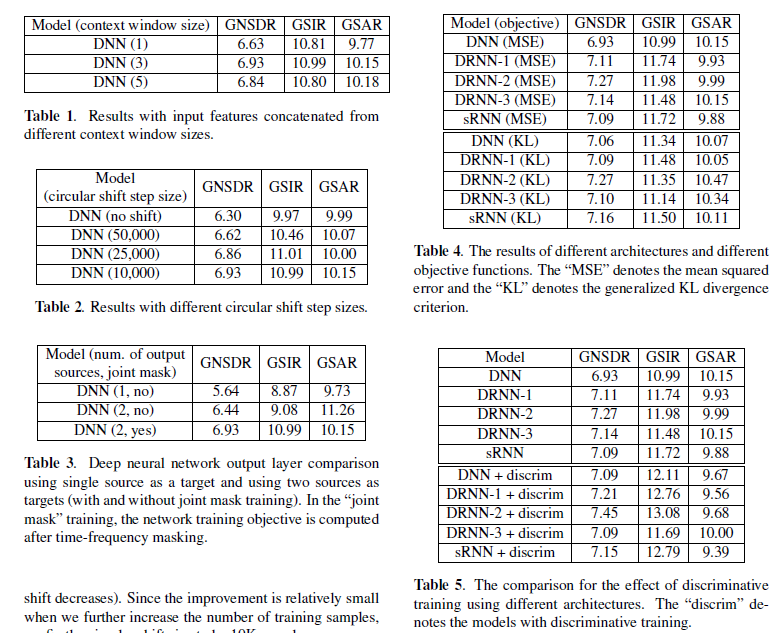 Model (context window size) GNSDR GSIR GSAR
DNN (1) 6.63 10.81 9.77
DNN (3) 6.93 10.99 10.15
DNN (5) 6.84 10.80 10.18
Table 1. Results with input features concatenated from
different context window sizes.
Model
(circular shift step size) GNSDR GSIR GSAR
DNN (no shift) 6.30 9.97 9.99
DNN (50,000) 6.62 10.46 10.07
DNN (25,000) 6.86 11.01 10.00
DNN (10,000) 6.93 10.99 10.15
Table 2. Results with different circular shift step sizes.
Model (num. of output
sources, joint mask) GNSDR GSIR GSAR
DNN (1, no) 5.64 8.87 9.73
DNN (2, no) 6.44 9.08 11.26
DNN (2, yes) 6.93 10.99 10.15
Table 3. Deep neural network output layer comparison
using single source as a target and using two sources as
targets (with and without joint mask training). In the “joint
mask” training, the network training objective is computed
after time-frequency masking.
shift decreases). Since the improvement is relatively small
when we further increase the number of training samples,
Model (objective) GNSDR GSIR GSAR
DNN (MSE) 6.93 10.99 10.15
DRNN-1 (MSE) 7.11 11.74 9.93
DRNN-2 (MSE) 7.27 11.98 9.99
DRNN-3 (MSE) 7.14 11.48 10.15
sRNN (MSE) 7.09 11.72 9.88
DNN (KL) 7.06 11.34 10.07
DRNN-1 (KL) 7.09 11.48 10.05
DRNN-2 (KL) 7.27 11.35 10.47
DRNN-3 (KL) 7.10 11.14 10.34
sRNN (KL) 7.16 11.50 10.11
Table 4. The results of different architectures and different
objective functions. The “MSE” denotes the mean squared
error and the “KL” denotes the generalized KL divergence
criterion.
Model GNSDR GSIR GSAR
DNN 6.93 10.99 10.15
DRNN-1 7.11 11.74 9.93
DRNN-2 7.27 11.98 9.99
DRNN-3 7.14 11.48 10.15
sRNN 7.09 11.72 9.88
DNN + discrim 7.09 12.11 9.67
DRNN-1 + discrim 7.21 12.76 9.56
DRNN-2 + discrim 7.45 13.08 9.68
DRNN-3 + discrim 7.09 11.69 10.00
sRNN + discrim 7.15 12.79 9.39
Table 5. The comparison for the effect of discriminative
training using different architectures. The “discrim” de-
notes the models with discriminative training.